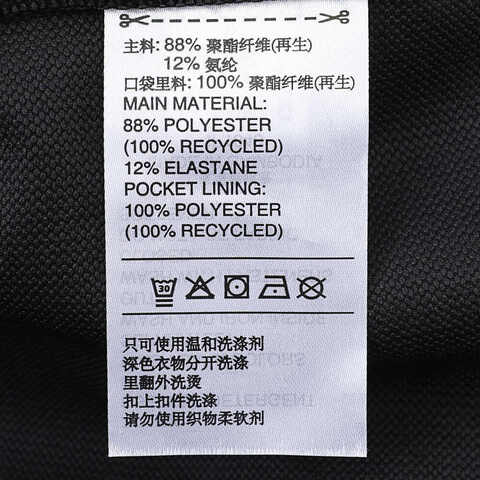 主料: 88% 聚酯纤维(再生)
12% 氨纶
口袋里料: 100% 聚酯纤维(再生)
MAIN MATERIAL:
88% POLYESTER
(100% RECYCLED)
12% ELASTANE
POCKET LINING:
100% POLYESTER
(100% RECYCLED)
30
只可使用温和洗涤剂
深色衣物分开洗涤
里翻外洗烫
扣上扣件洗涤
请勿使用织物柔软剂